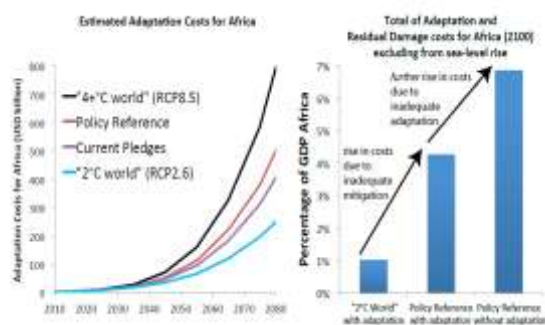 Estimated Adaptation Costs for Africa
Adaptation Costs for Africa (USD billion)
800
700
600
500
400
300
200
100
0
"4+°C world" (RCP8.5)
Policy Reference
Current Pledges
"2°C world" (RCP2.6)
2010 2020 2030 2040 2050 2060 2070 2080
Total of Adaptation and
Residual Damage costs for Africa (2100)
excluding from sea-level rise
Percentage of GDP Africa
7%
6%
5%
4%
3%
2%
1%
0%
further rise in costs
due to
inadequate
adaptation
rise in costs
due to
inadequate
mitigation
"2°C World"
with adaptation
Policy Reference
with adaptation
Policy Reference
without adaptation